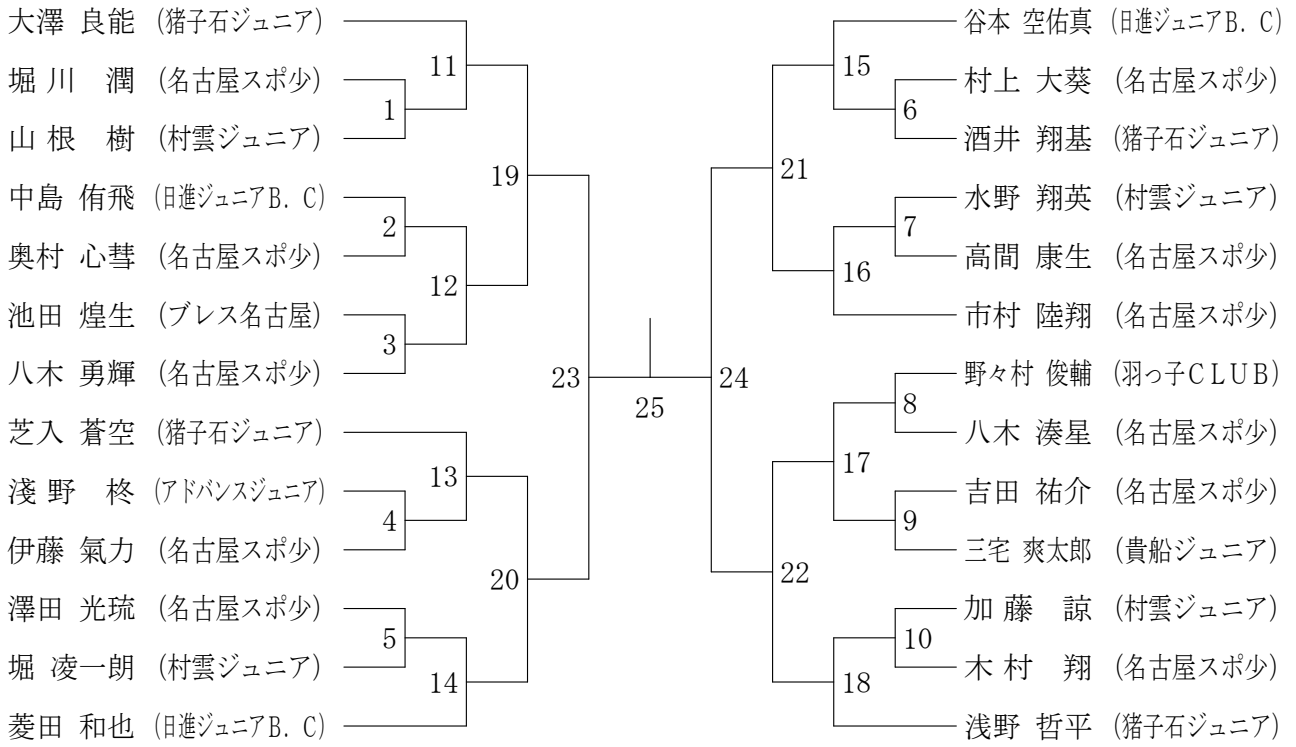 大澤 良能 (猪子石ジュニア)
堀川 潤 (名古屋スポ少)
山根 樹 (村雲ジュニア)
中島 侑飛 (日進ジュニアB. C)
奥村 心彗 (名古屋スポ少)
池田 煌生 (ブレス名古屋)
八木 勇輝 (名古屋スポ少)
芝入 蒼空 (猪子石ジュニア)
淺野 柊 (アドバンスジュニア)
伊藤 氣力 (名古屋スポ少)
澤田 光琉 (名古屋スポ少)
堀 凌一朗 (村雲ジュニア)
菱田 和也 (日進ジュニアB. C)
1
2
3
4
5
11
12
13
14
19
20
23
25
24
21
22
15
16
17
18
6
7
8
9
10
谷本 空佑真 (日進ジュニアB. C)
村上 大葵 (名古屋スポ少)
酒井 翔基 (猪子石ジュニア)
水野 翔英 (村雲ジュニア)
高間 康生 (名古屋スポ少)
市村 陸翔 (名古屋スポ少)
野々村 俊輔 (羽っ子CLUB)
八木 湊星 (名古屋スポ少)
吉田 祐介 (名古屋スポ少)
三宅 爽太郎 (貴船ジュニア)
加藤 諒 (村雲ジュニア)
木村 翔 (名古屋スポ少)
浅野 哲平 (猪子石ジュニア)